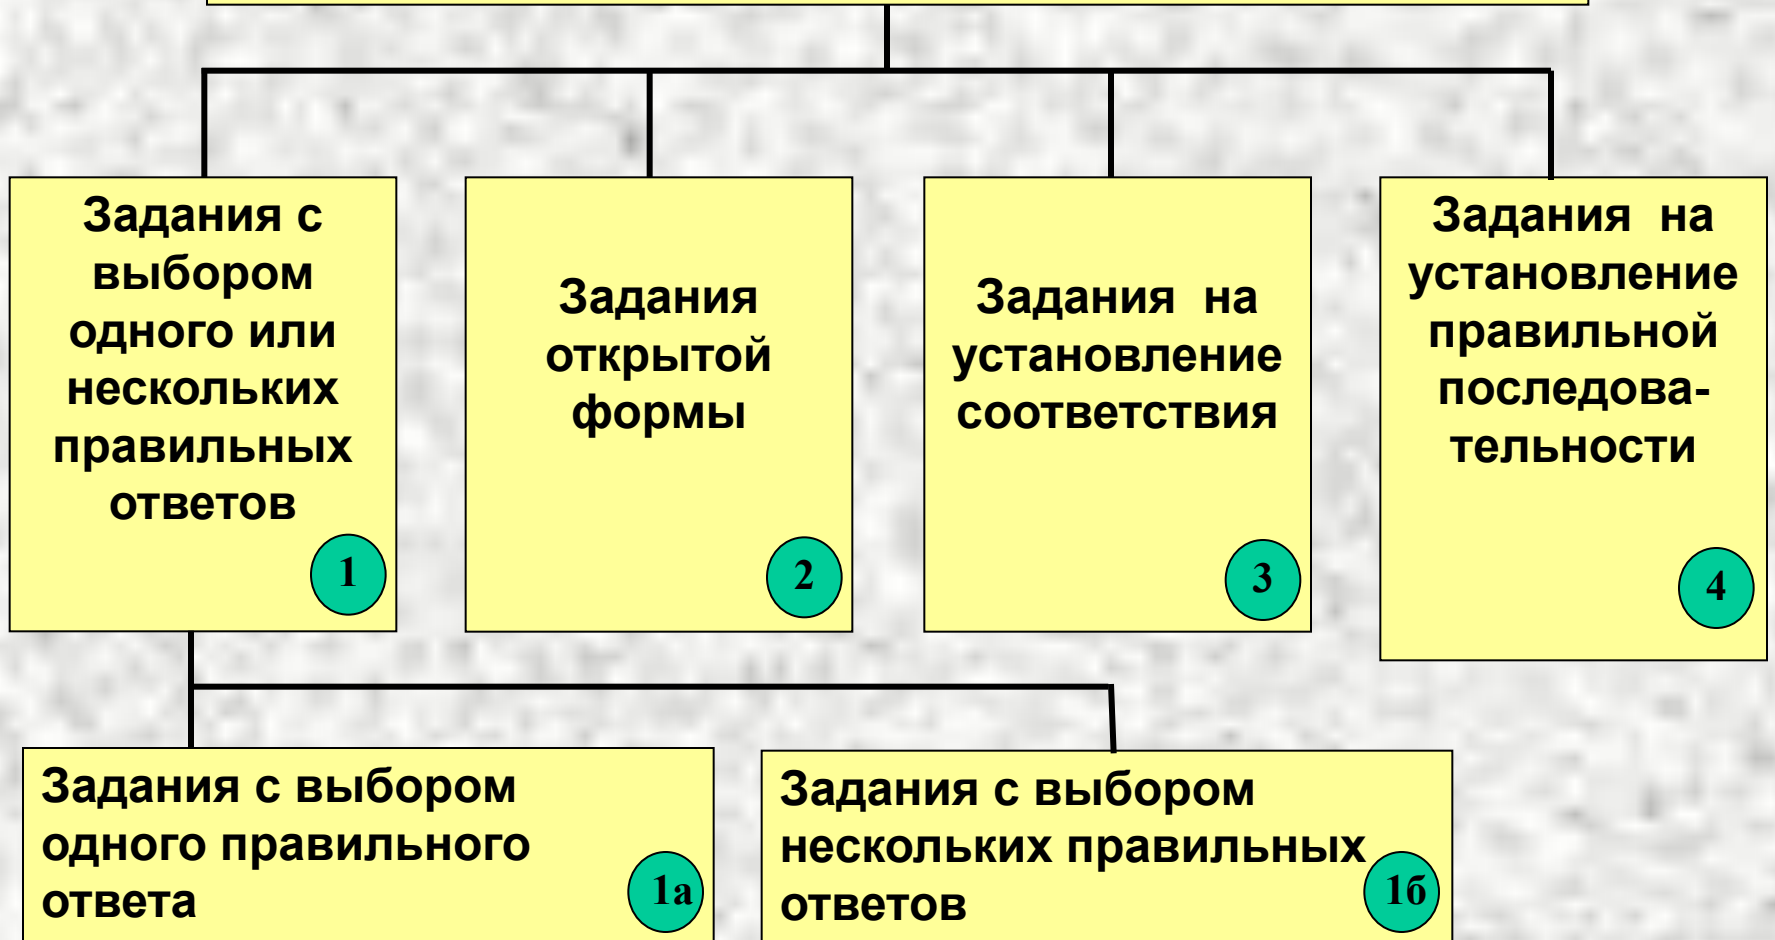 Задания с
выбором
одного или
нескольких
правильных
ответов
1
Задания
открытой
формы
2
Задания на
установление
соответствия
3
Задания на
установление
правильной
последова-
тельности
4
Задания с выбором
одного правильного
ответа
1а
Задания с выбором
нескольких правильных
ответов
1б